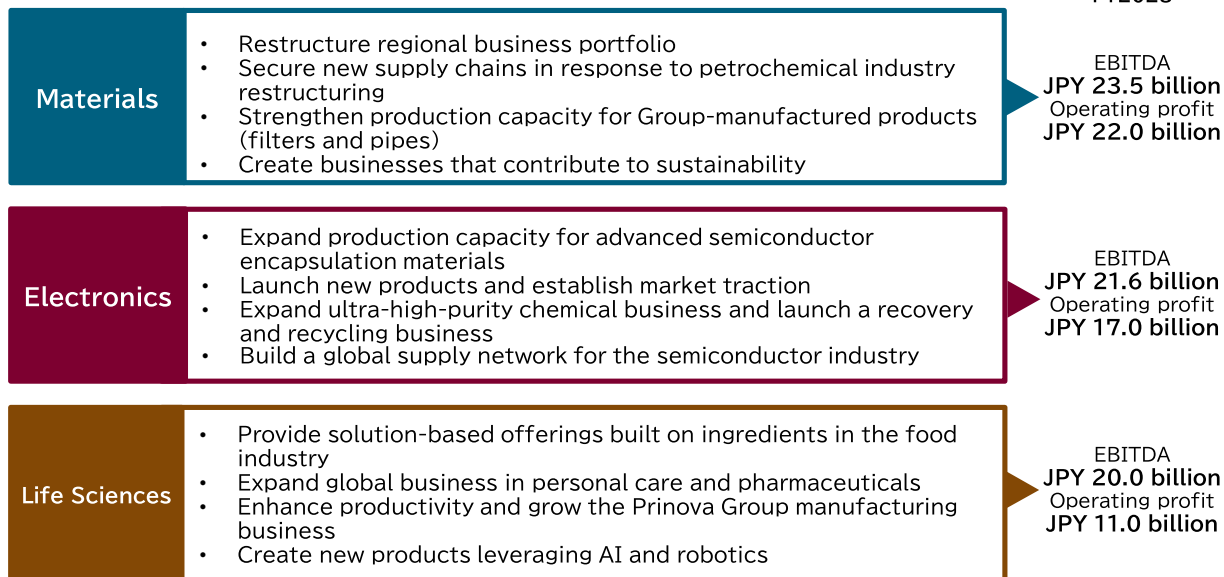 Materials
• Restructure regional business portfolio
• Secure new supply chains in response to petrochemical industry
restructuring
• Strengthen production capacity for Group-manufactured products
(filters and pipes)
• Create businesses that contribute to sustainability
EBITDA
JPY 23.5 billion
Operating profit
JPY 22.0 billion
Electronics
• Expand production capacity for advanced semiconductor
encapsulation materials
• Launch new products and establish market traction
• Expand ultra-high-purity chemical business and launch a recovery
and recycling business
• Build a global supply network for the semiconductor industry
EBITDA
JPY 21.6 billion
Operating profit
JPY 17.0 billion
Life Sciences
• Provide solution-based offerings built on ingredients in the food
industry
• Expand global business in personal care and pharmaceuticals
• Enhance productivity and grow the Prinova Group manufacturing
business
• Create new products leveraging AI and robotics
EBITDA
JPY 20.0 billion
Operating profit
JPY 11.0 billion